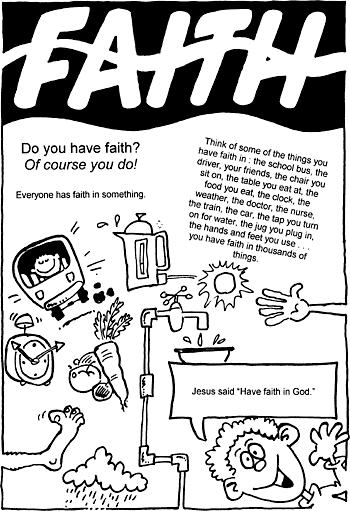 FAITH
Do you have faith?
Of course you do!
Everyone has faith in something.
Think of some of the things you
have faith in : the school bus, the
driver, your friends, the chair you
sit on, the table you eat at, the
food you eat, the clock, the
weather, the doctor, the nurse,
the train, the car, the tap you turn
on for water, the jug you plug in,
the hands and feet you use . . .
you have faith in thousands of
things.
Jesus said “Have faith in God.”